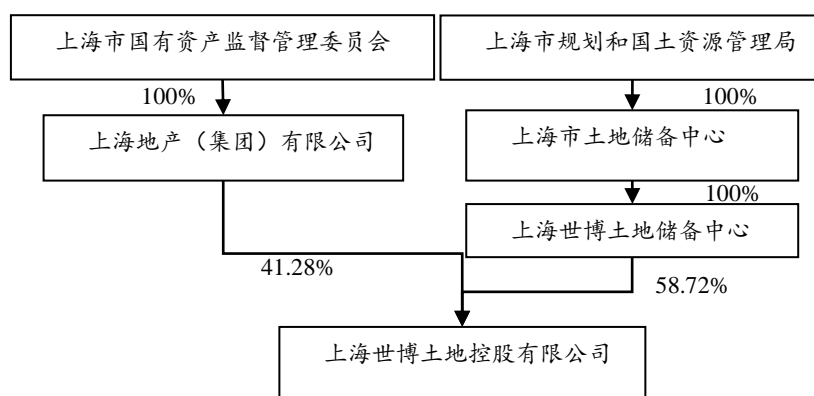 上海市国有资产监督管理委员会
上海市规划和国土资源管理局
100%
100%
上海地产（集团）有限公司
上海市土地储备中心
100%
上海世博土地储备中心
41.28%
58.72%
上海世博土地控股有限公司